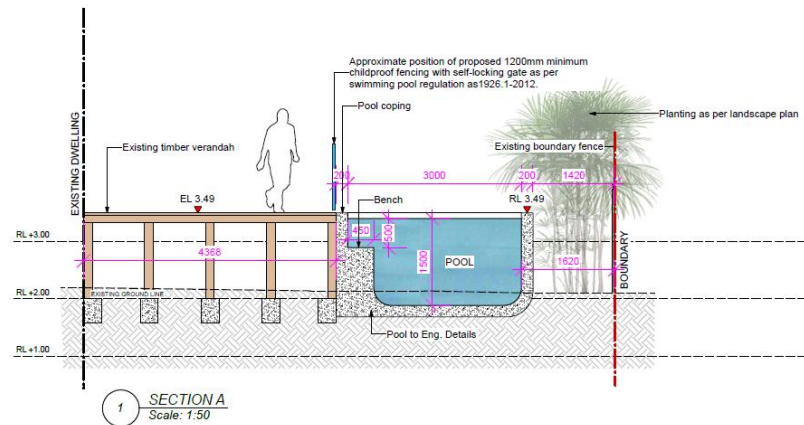 Approximate position of proposed 1200mm minimum
childproof fencing with self-locking gate as per
swimming pool regulation as1926.1-2012.
Pool coping
Planting as per landscape plan
EXISTING DWELLING
Existing timber verandah
Existing boundary fence
200
3000
200
1420
EL 3.49
RL 3.49
Bench
450
500
RL +3.00
4368
1500
POOL
1620
BOUNDARY
RL +2.00
EXISTING GROUND LINE
Pool to Eng. Details
RL +1.00
1
SECTION A
Scale: 1:50